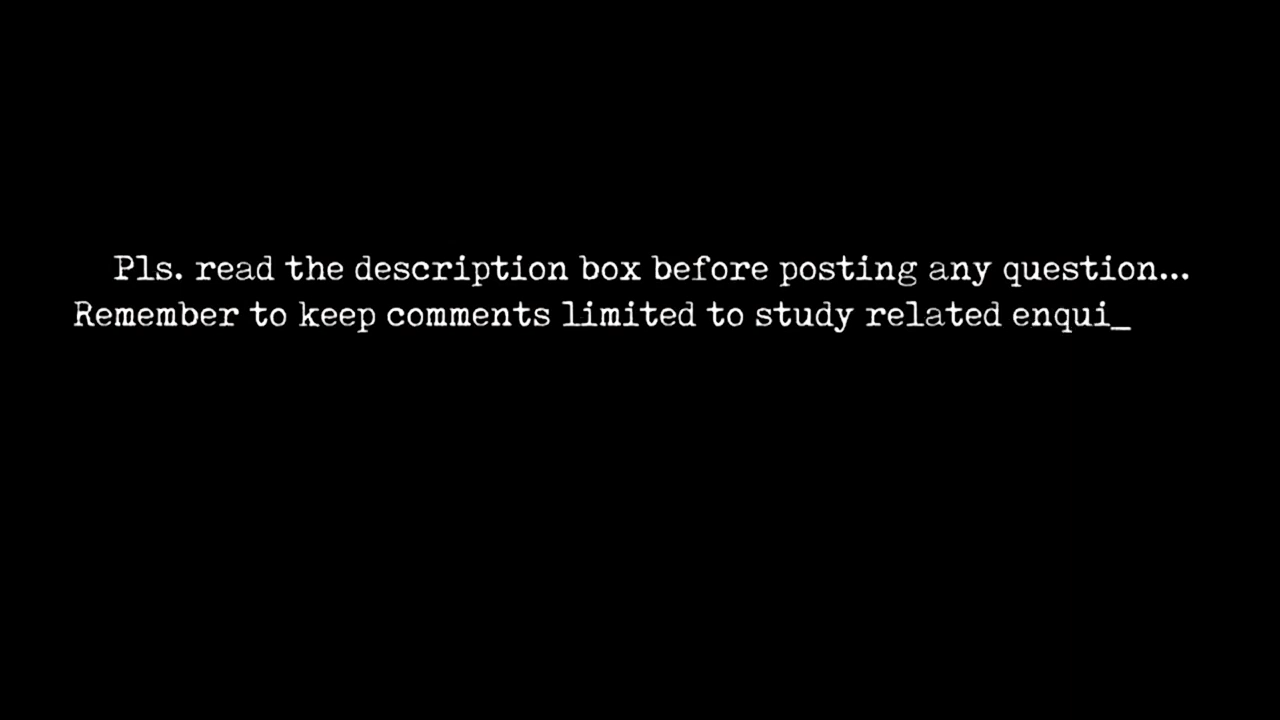 Pls. read the description box before posting any question...
Remember to keep comments limited to study related enqui_